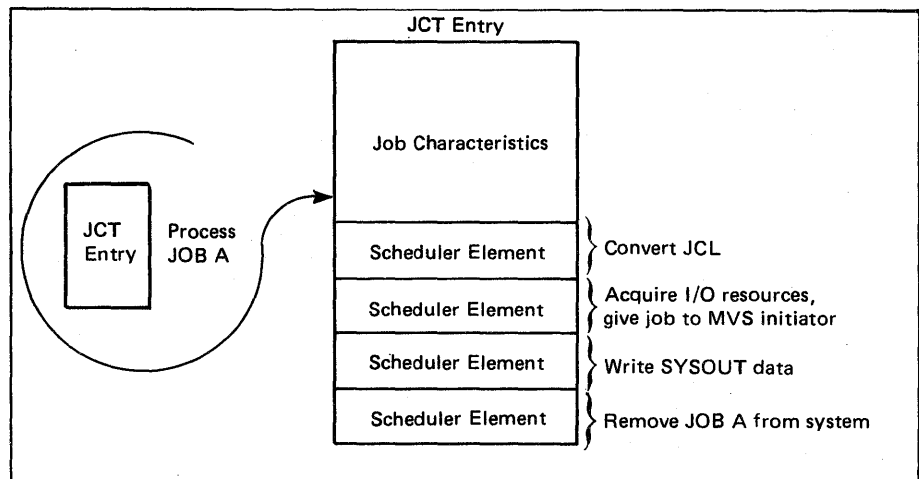 JCT Entry
Job Characteristics
JCT
Entry
Process
JOB A
Scheduler Element
Convert JCL
Scheduler Element
Acquire I/O resources,
give job to MVS initiator
Scheduler Element
Write SYSOUT data
Scheduler Element
Remove JOB A from system